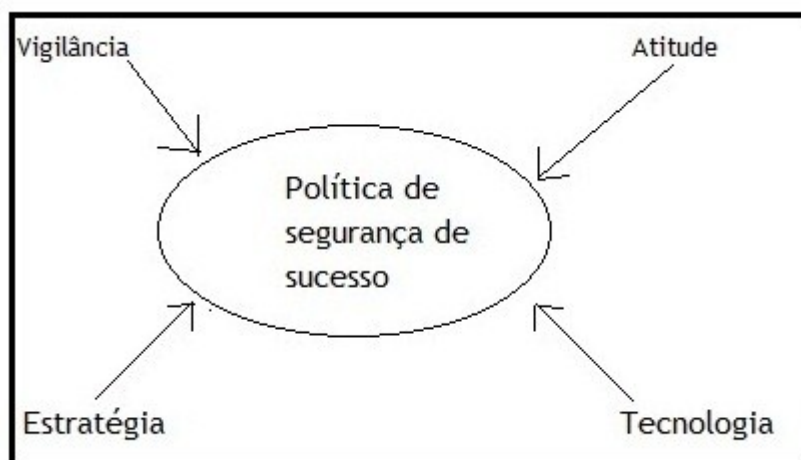 Vigilância
Atitude
Política de
segurança de
sucesso
Estratégia
Tecnologia